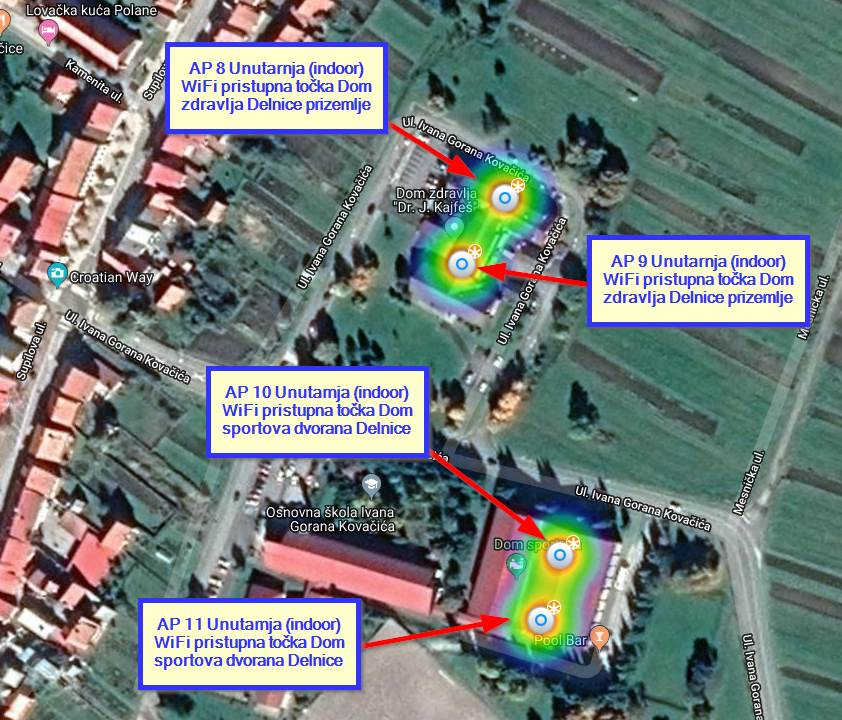 Lovačka kuća Polane
čice
Kamenita ul.
AP 8 Unutarnja (indoor)
WiFi pristupna točka Dom
zdravlja Delnice prizemlje
Ul. Ivana Gorana Kovačića
Dom zdravlja
"Dr. J. Kajfeš"
Ul. Ivana Gorana Kovačića
Ul. Ivana Gorana Kovačića
AP 9 Unutarnja (indoor)
WiFi pristupna točka Dom
zdravlja Delnice prizemlje
Croatian Way
Supilova ul.
Ul. Ivana Gorana Kovačića
AP 10 Unutarnja (indoor)
WiFi pristupna točka Dom
sportova dvorana Delnice
Mesnička ul.
Osnovna škola Ivana
Gorana Kovačića
Ul. Ivana Gorana Kovačića
Dom
AP 11 Unutarnja (indoor)
WiFi pristupna točka Dom
sportova dvorana Delnice
Pool Bar
Ul. Ivana Gorana